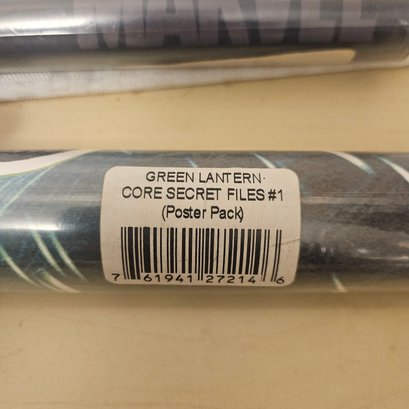 MARVEL
GREEN LANTERN
CORE SECRET FILES #1
(Poster Pack)
7 61941 27214 6